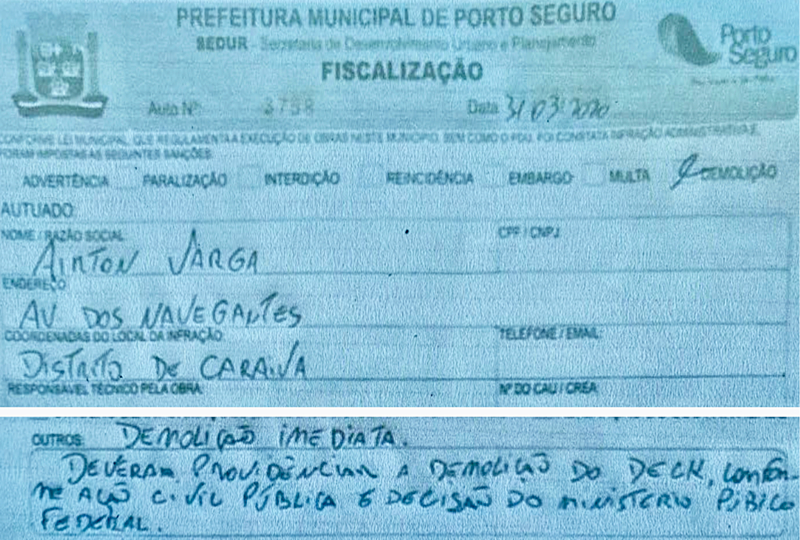 PREFEITURA MUNICIPAL DE PORTO SEGURO
SEDUR - Secretaria de Desenvolvimento Urbano e Planejamento
Porto Seguro
FISCALIZAÇÃO
Auto Nº: 3758 Data 31/03/2020
CONFORME LEI MUNICIPAL, QUE REGULAMENTA A EXECUÇÃO DE OBRAS NESTE MUNICÍPIO, BEM COMO O PDU, FOI CONSTATA INFRAÇÃO ADMINISTRATIVA E,
FORAM IMPOSTAS AS SEGUINTES SANÇÕES:
ADVERTÊNCIA PARALIZAÇÃO INTERDIÇÃO REINCIDÊNCIA EMBARGO MULTA DEMOLIÇÃO
AUTUADO
NOME / RAZÃO SOCIAL CPF / CNPJ
AIRTON VARGA
ENDEREÇO
AV. DOS NAVEGANTES
COORDENADAS DO LOCAL DA INFRAÇÃO TELEFONE / EMAIL
DISTRITO DE CARAIVA
RESPONSÁVEL TÉCNICO PELA OBRA Nº DO CAU / CREA
OUTROS: DEMOLIÇÃO IMEDIATA.
DEVERAM PROVIDÊNCIAR A DEMOLIÇÃO DO DECK, CONFOR-
ME AÇÃO CIVIL PÚBLICA E DECISÃO DO MINISTERIO PÚBICO
FEDERAL.